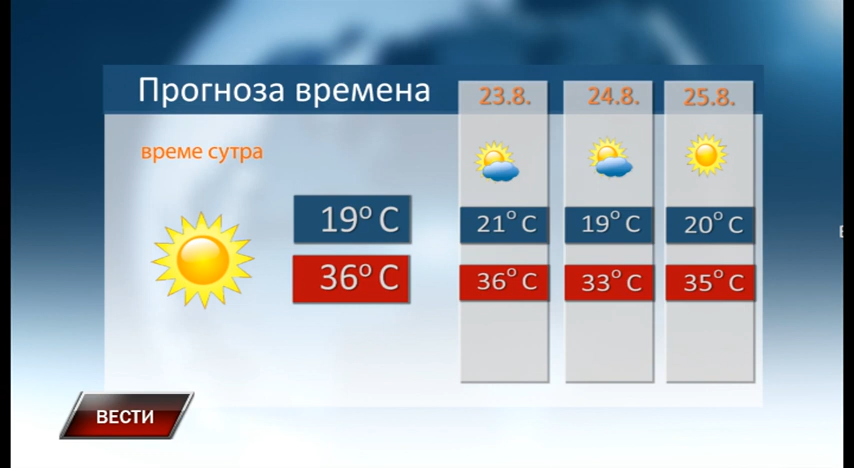 Прогноза времена
време сутра
19° C
36° C
23.8.
24.8.
25.8.
21° C
19° C
20° C
36° C
33° C
35° C
ВЕСТИ